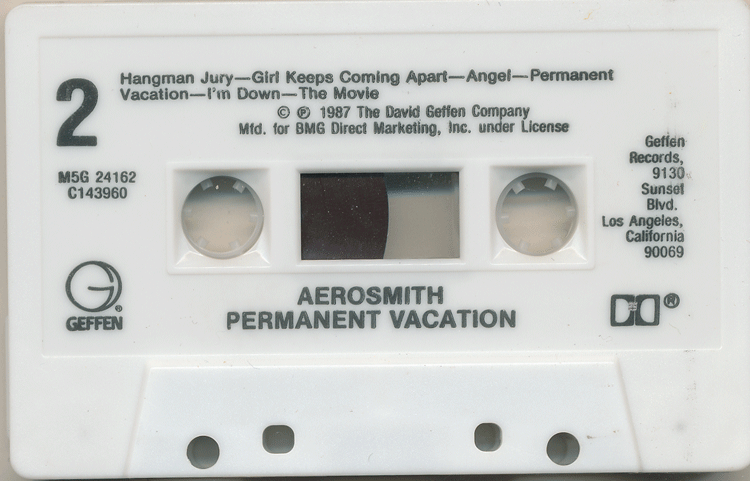 2
Hangman Jury—Girl Keeps Coming Apart—Angel—Permanent
Vacation—I'm Down—The Movie
© ℗ 1987 The David Geffen Company
Mfd. for BMG Direct Marketing, Inc. under License
M5G 24162
C143960
Geffen
Records,
9130
Sunset
Blvd.
Los Angeles,
California
90069
G®
GEFFEN
AEROSMITH
PERMANENT VACATION
®